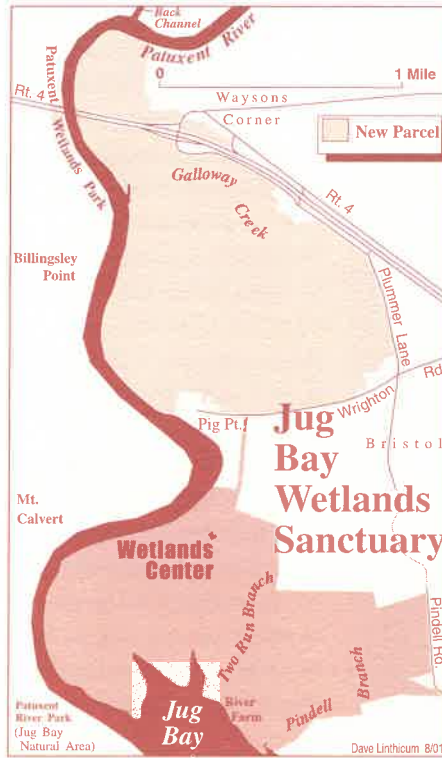 Back
Channel
Patuxent River
0
1 Mile
Rt. 4
Waysons
Corner
Patuxent Wetlands Park
New Parcel
Galloway
Creek
Rt. 4
Billingsley
Point
Plummer Lane
Wrighton Rd
Pig Pt.
Jug
Bay
Wetlands
Sanctuary
Bristol
Mt.
Calvert
Wetlands
Center
Two Run Branch
Pindell Rd.
Pindell Branch
River
Farm
Patuxent
River Park
(Jug Bay
Natural Area)
Jug
Bay
Dave Linthicum 8/01